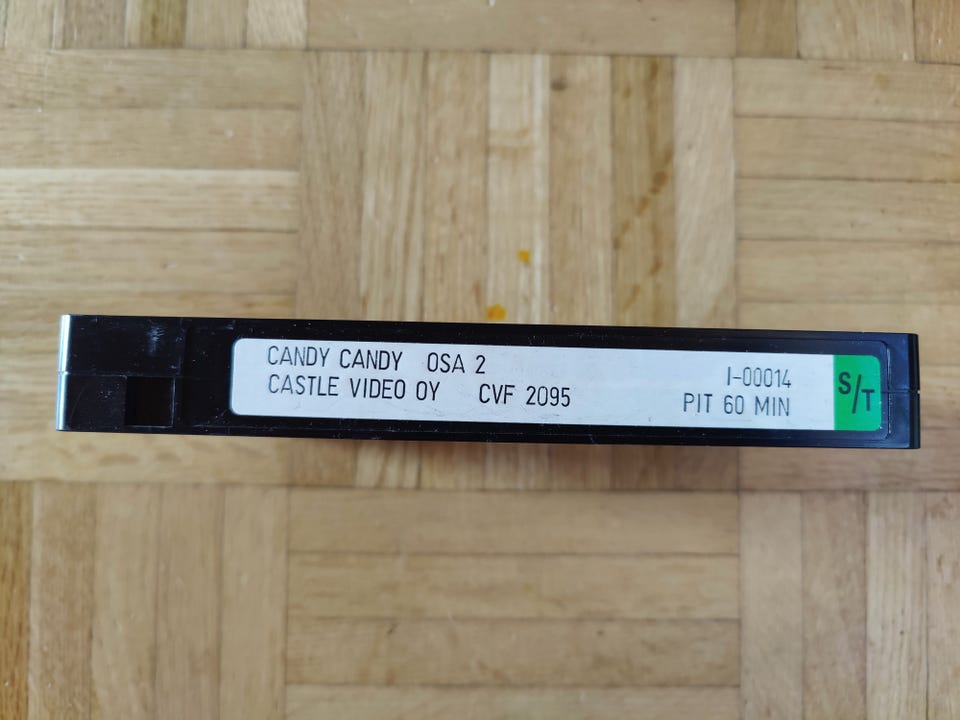 CANDY CANDY OSA 2
CASTLE VIDEO OY CVF 2095
I-00014
PIT 60 MIN
S/T